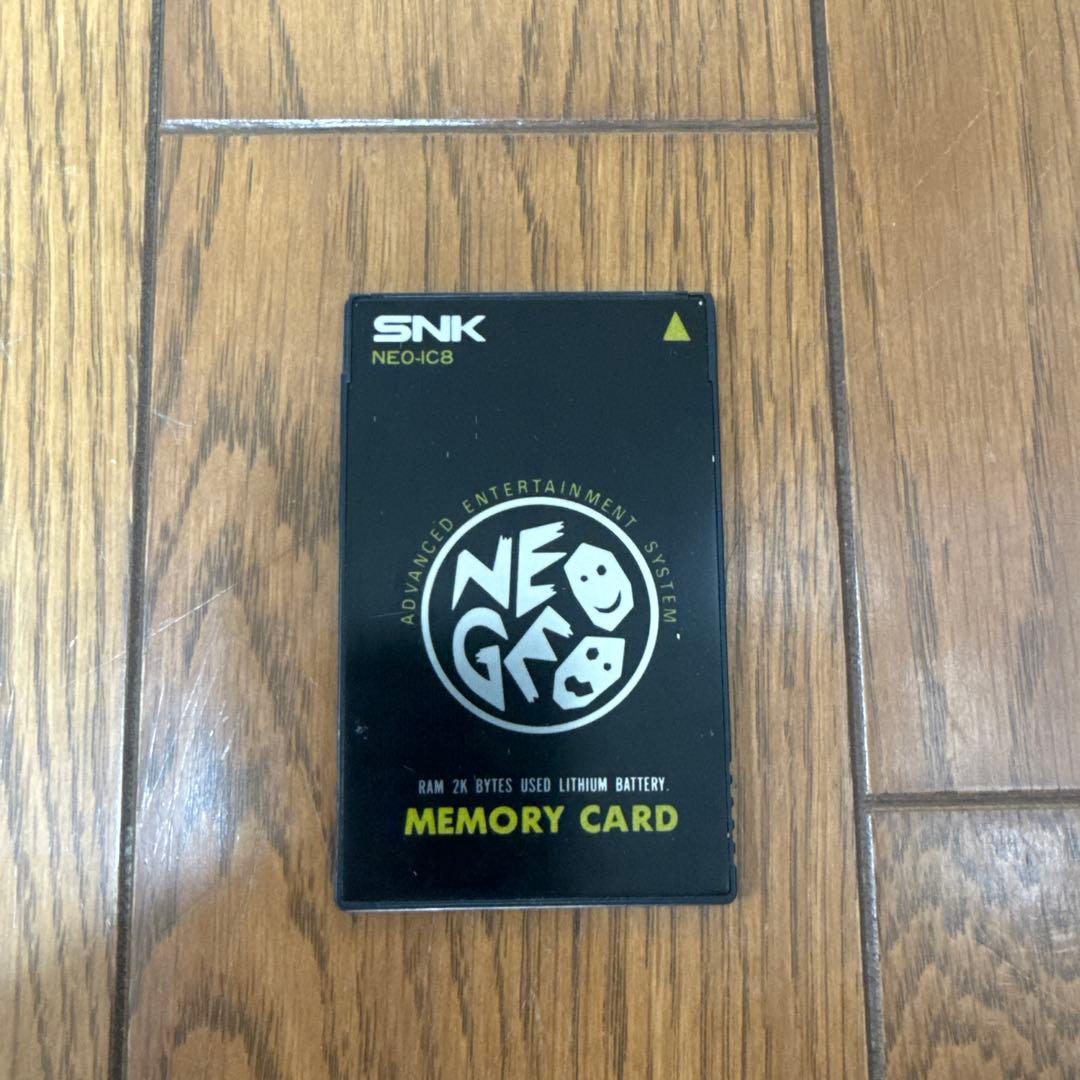 SNK
NEO-IC8
ADVANCED ENTERTAINMENT SYSTEM
NEO
GEO
RAM 2K BYTES USED LITHIUM BATTERY.
MEMORY CARD